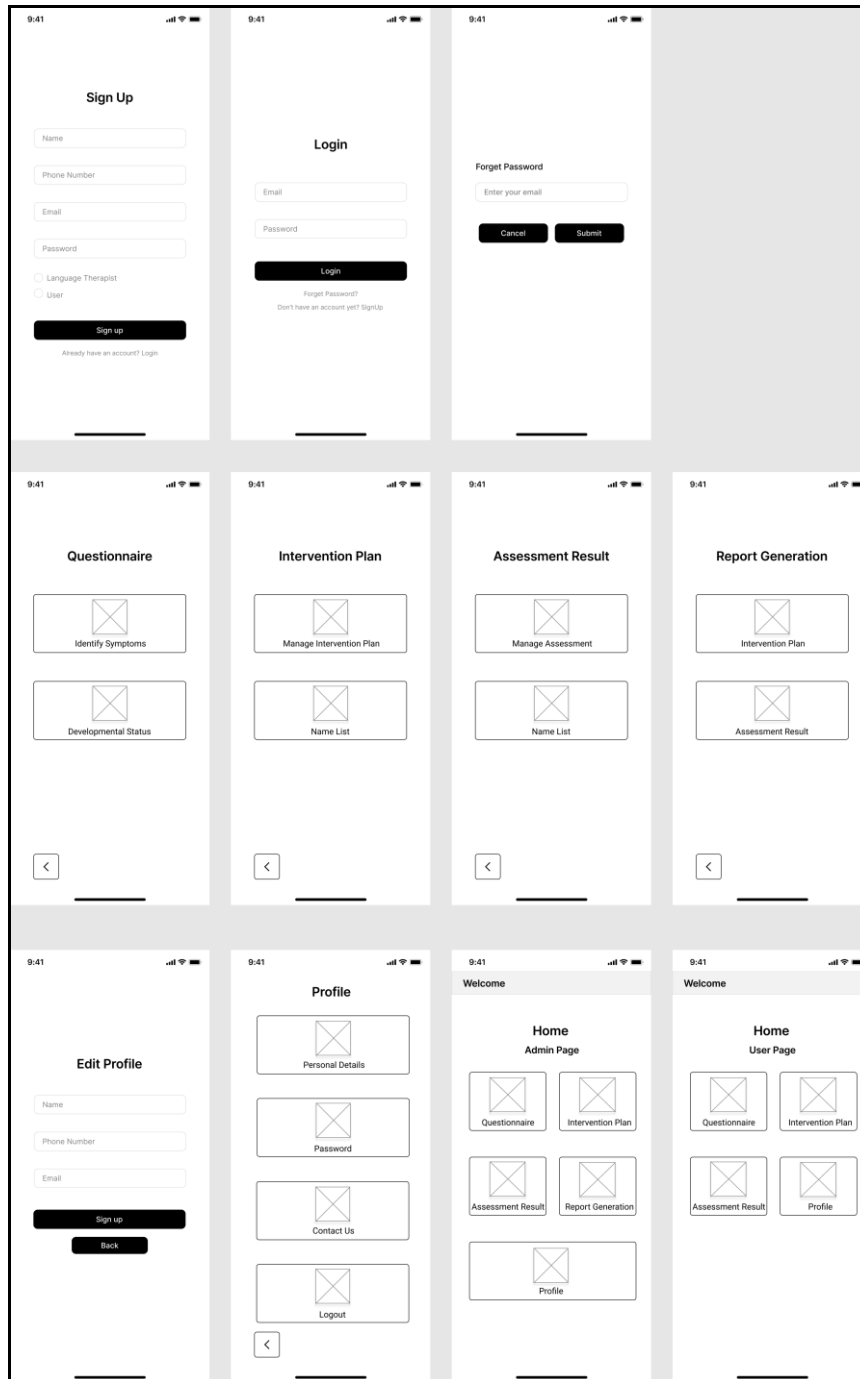 9:41
Sign Up
Name
Phone Number
Email
Password
Language Therapist
User
Sign up
Already have an account? Login
9:41
Login
Email
Password
Login
Forget Password?
Don't have an account yet? SignUp
9:41
Forget Password
Enter your email
Cancel
Submit
9:41
Questionnaire
Identify Symptoms
Developmental Status
9:41
Intervention Plan
Manage Intervention Plan
Name List
9:41
Assessment Result
Manage Assessment
Name List
9:41
Report Generation
Intervention Plan
Assessment Result
9:41
Edit Profile
Name
Phone Number
Email
Sign up
Back
9:41
Profile
Personal Details
Password
Contact Us
Logout
9:41
Welcome
Home
Admin Page
Questionnaire
Intervention Plan
Assessment Result
Report Generation
Profile
9:41
Welcome
Home
User Page
Questionnaire
Intervention Plan
Assessment Result
Profile